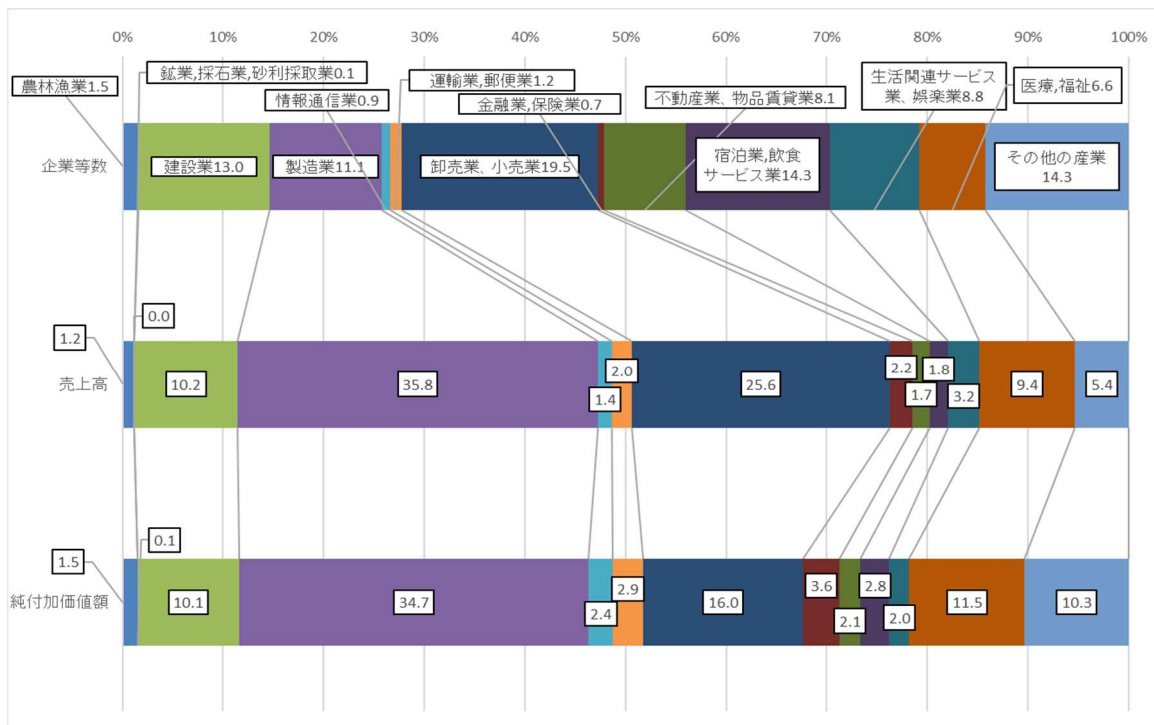 0% 10% 20% 30% 40% 50% 60% 70% 80% 90% 100%
農林漁業1.5
鉱業,採石業,砂利採取業0.1
情報通信業0.9
運輸業,郵便業1.2
金融業,保険業0.7
不動産業、物品賃貸業8.1
生活関連サービス
業、娯楽業8.8
医療,福祉6.6
企業等数
建設業13.0
製造業11.1
卸売業、小売業19.5
宿泊業,飲食
サービス業14.3
その他の産業
14.3
売上高
1.2
0.0
10.2
35.8
1.4
2.0
25.6
2.2
1.7
1.8
3.2
9.4
5.4
純付加価値額
1.5
0.1
10.1
34.7
2.4
2.9
16.0
3.6
2.1
2.8
2.0
11.5
10.3